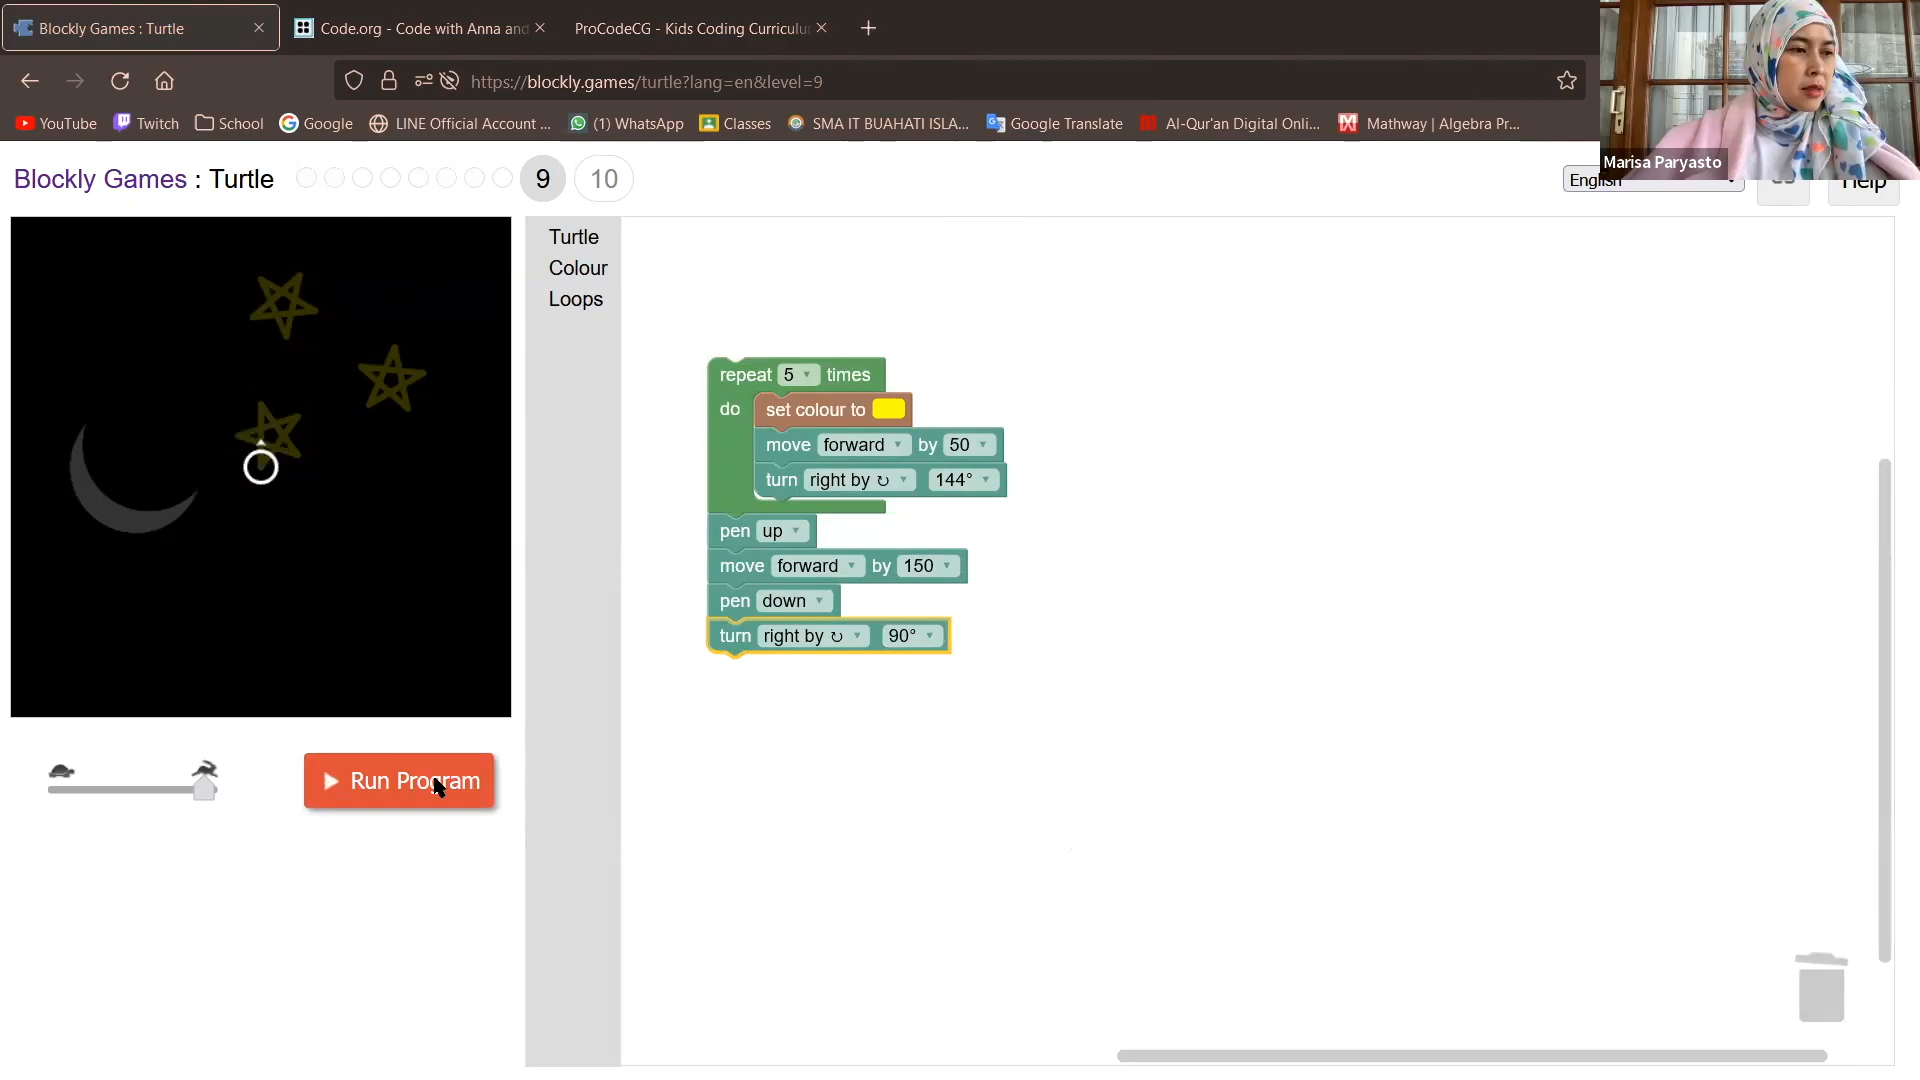 Blockly Games : Turtle
Code.org - Code with Anna and
ProCodeCG - Kids Coding Curriculu
https://blockly.games/turtle?lang=en&level=9
YouTube
Twitch
School
Google
LINE Official Account ...
(1) WhatsApp
Classes
SMA IT BUAHATI ISLA...
Google Translate
Al-Qur'an Digital Onli...
Mathway | Algebra Pr...
Marisa Paryasto
Blockly Games : Turtle
9
10
English
Help
Turtle
Colour
Loops
repeat 5 times
do
set colour to
move forward by 50
turn right by ↻ 144°
pen up
move forward by 150
pen down
turn right by ↻ 90°
Run Program